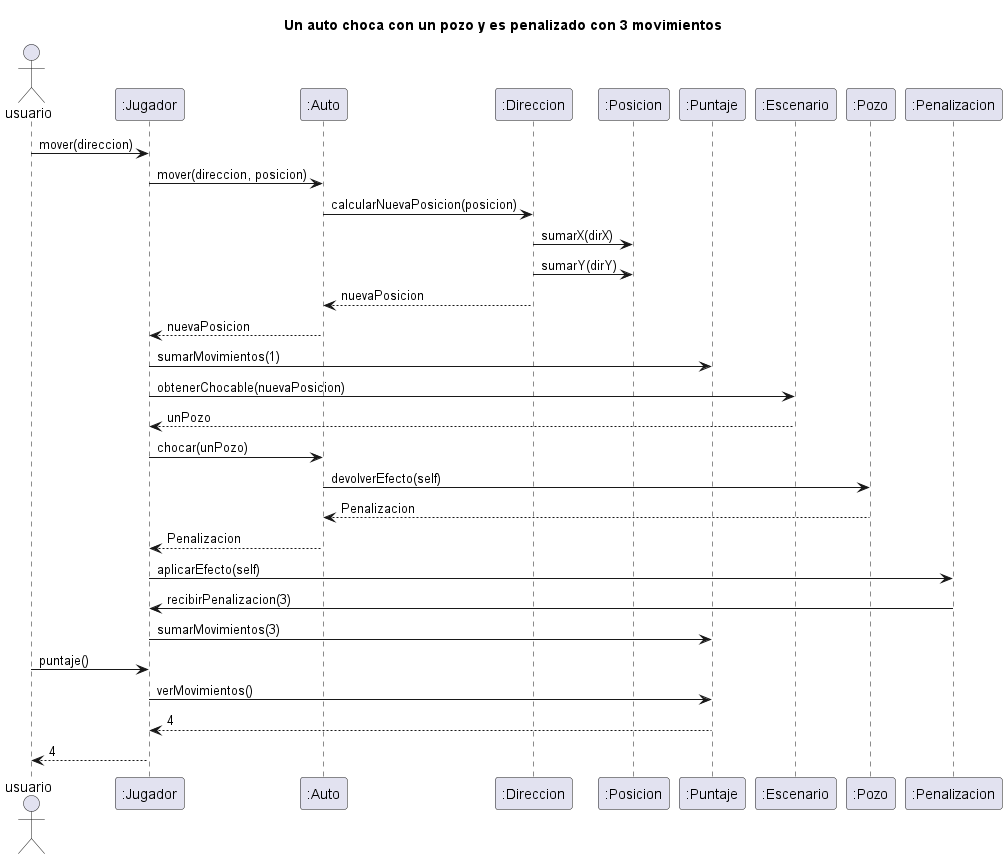 Un auto choca con un pozo y es penalizado con 3 movimientos
usuario
:Jugador
:Auto
:Direccion
:Posicion
:Puntaje
:Escenario
:Pozo
:Penalizacion
mover(direccion)
mover(direccion, posicion)
calcularNuevaPosicion(posicion)
sumarX(dirX)
sumarY(dirY)
nuevaPosicion
nuevaPosicion
sumarMovimientos(1)
obtenerChocable(nuevaPosicion)
unPozo
chocar(unPozo)
devolverEfecto(self)
Penalizacion
Penalizacion
aplicarEfecto(self)
recibirPenalizacion(3)
sumarMovimientos(3)
puntaje()
verMovimientos()
4
4
usuario
:Jugador
:Auto
:Direccion
:Posicion
:Puntaje
:Escenario
:Pozo
:Penalizacion